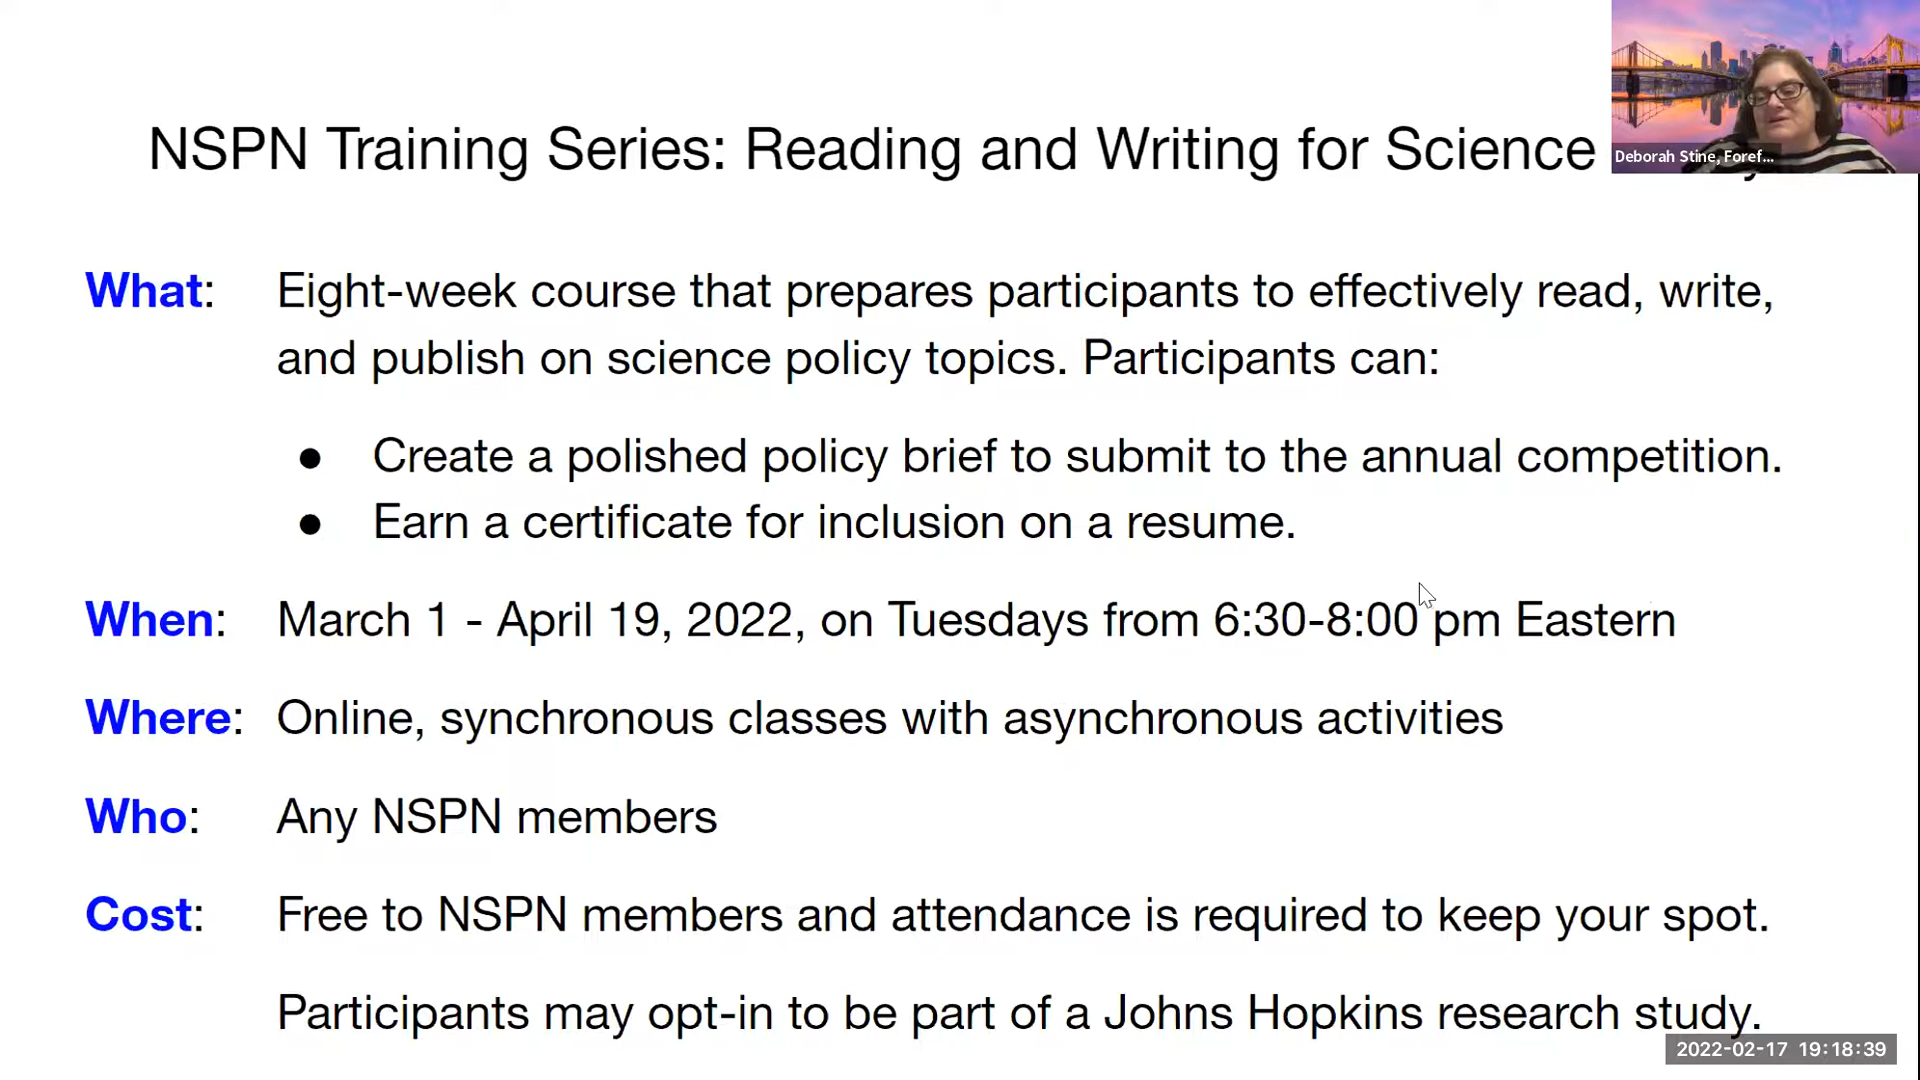 NSPN Training Series: Reading and Writing for Science
Deborah Stine, Foref...
What: Eight-week course that prepares participants to effectively read, write,
and publish on science policy topics. Participants can:
● Create a polished policy brief to submit to the annual competition.
● Earn a certificate for inclusion on a resume.
When: March 1 - April 19, 2022, on Tuesdays from 6:30-8:00 pm Eastern
Where: Online, synchronous classes with asynchronous activities
Who: Any NSPN members
Cost: Free to NSPN members and attendance is required to keep your spot.
Participants may opt-in to be part of a Johns Hopkins research study.
2022-02-17 19:18:39